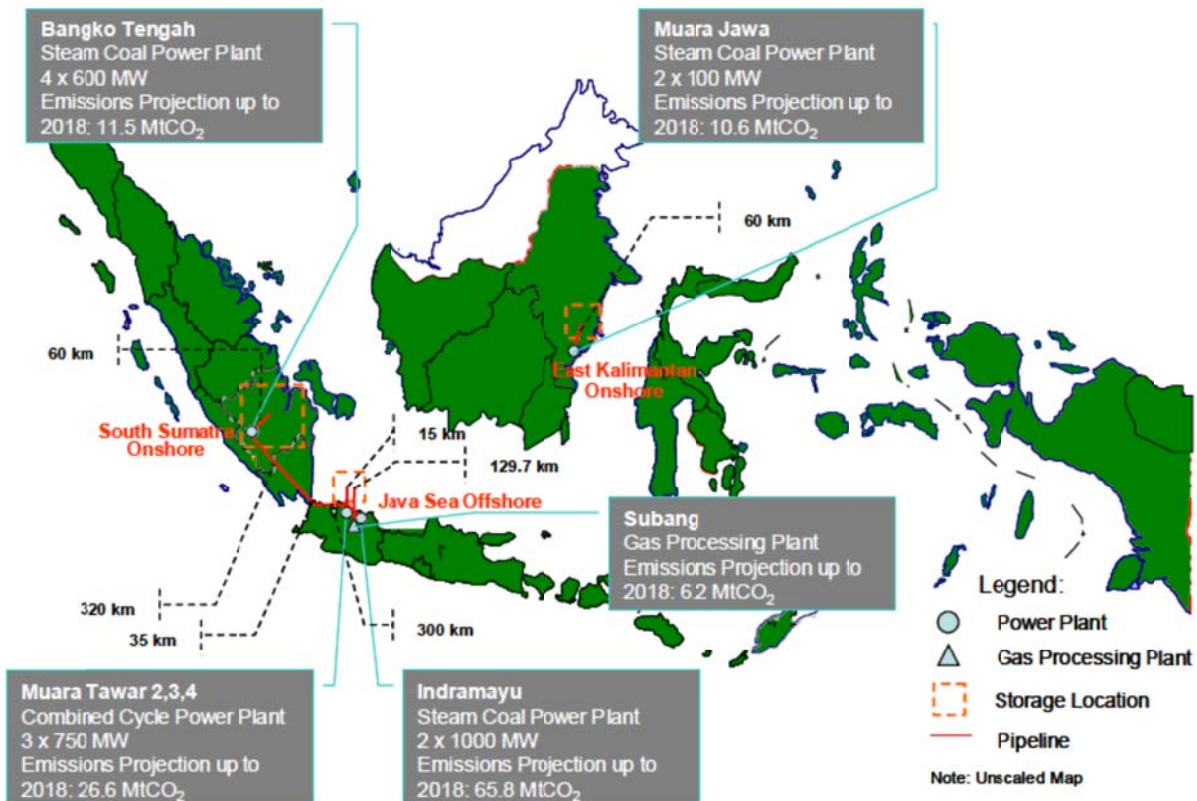 Bangko Tengah
Steam Coal Power Plant
4 x 600 MW
Emissions Projection up to
2018: 11.5 MtCO₂
Muara Jawa
Steam Coal Power Plant
2 x 100 MW
Emissions Projection up to
2018: 10.6 MtCO₂
60 km
60 km
East Kalimantan
Onshore
South Sumatra
Onshore
15 km
129.7 km
Java Sea Offshore
Subang
Gas Processing Plant
Emissions Projection up to
2018: 62 MtCO₂
320 km
35 km
300 km
Muara Tawar 2,3,4
Combined Cycle Power Plant
3 x 750 MW
Emissions Projection up to
2018: 26.6 MtCO₂
Indramayu
Steam Coal Power Plant
2 x 1000 MW
Emissions Projection up to
2018: 65.8 MtCO₂
Legend:
Power Plant
Gas Processing Plant
Storage Location
Pipeline
Note: Unscaled Map